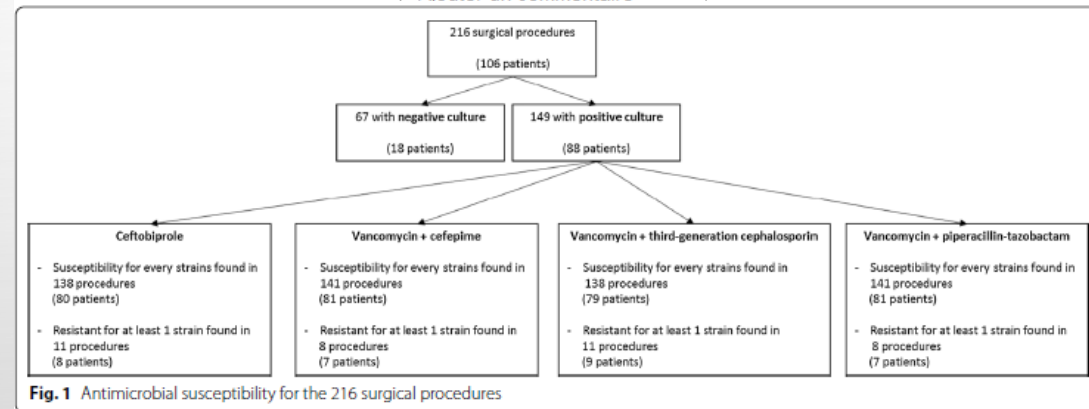 216 surgical procedures
(106 patients)
67 with negative culture
(18 patients)
149 with positive culture
(88 patients)
Ceftobiprole
- Susceptibility for every strains found in
138 procedures
(80 patients)
- Resistant for at least 1 strain found in
11 procedures
(8 patients)
Vancomycin + cefepime
- Susceptibility for every strains found in
141 procedures
(81 patients)
- Resistant for at least 1 strain found in
8 procedures
(7 patients)
Vancomycin + third-generation cephalosporin
- Susceptibility for every strains found in
138 procedures
(79 patients)
- Resistant for at least 1 strain found in
11 procedures
(9 patients)
Vancomycin + piperacillin-tazobactam
- Susceptibility for every strains found in
141 procedures
(81 patients)
- Resistant for at least 1 strain found in
8 procedures
(7 patients)
Fig. 1 Antimicrobial susceptibility for the 216 surgical procedures